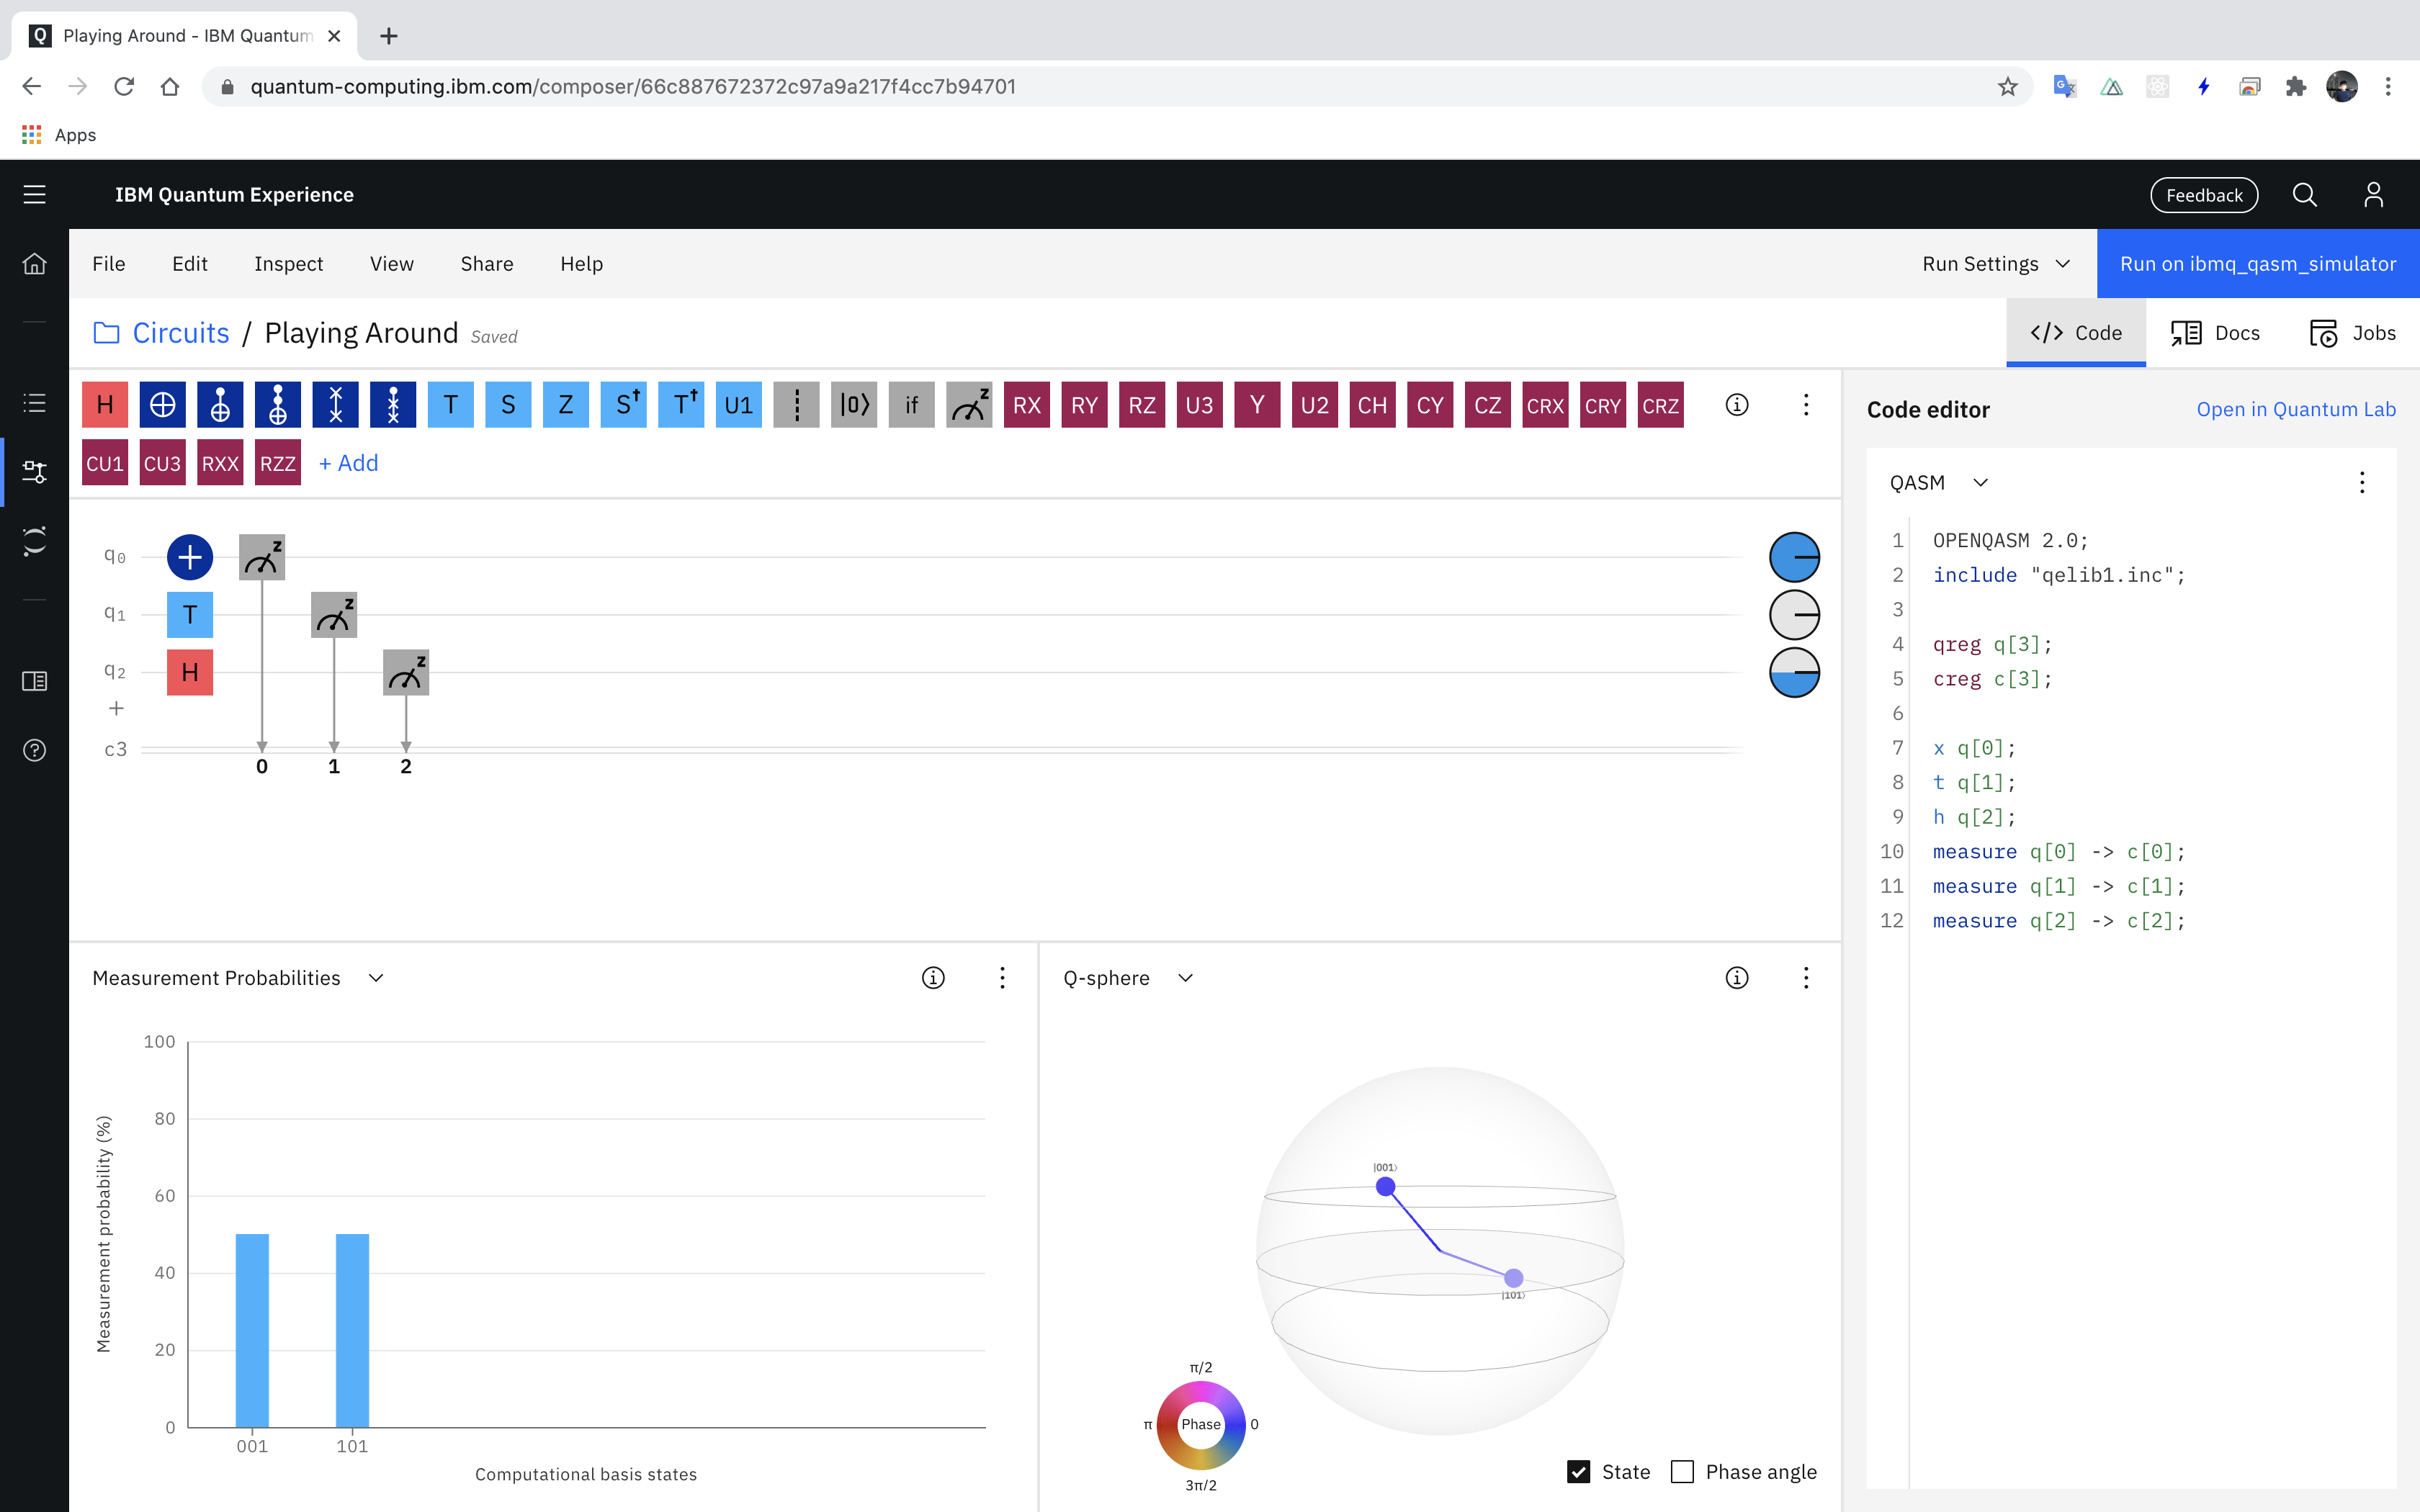 Q Playing Around - IBM Quantum
quantum-computing.ibm.com/composer/66c887672372c97a9a217f4cc7b94701
Apps
IBM Quantum Experience
Feedback
File Edit Inspect View Share Help
Run Settings
Run on ibmq_qasm_simulator
Circuits / Playing Around Saved
</> Code Docs Jobs
H T S Z S† T† U1 |0⟩ if z RX RY RZ U3 Y U2 CH CY CZ CRX CRY CRZ
CU1 CU3 RXX RZZ + Add
q0 + z
q1 T z
q2 H z
+
c3
0 1 2
Code editor
Open in Quantum Lab
QASM
1 OPENQASM 2.0;
2 include "qelib1.inc";
3
4 qreg q[3];
5 creg c[3];
6
7 x q[0];
8 t q[1];
9 h q[2];
10 measure q[0] -> c[0];
11 measure q[1] -> c[1];
12 measure q[2] -> c[2];
Measurement Probabilities
Measurement probability (%)
100
80
60
40
20
0
001 101
Computational basis states
Q-sphere
|001⟩
|101⟩
π/2
π Phase 0
3π/2
State Phase angle